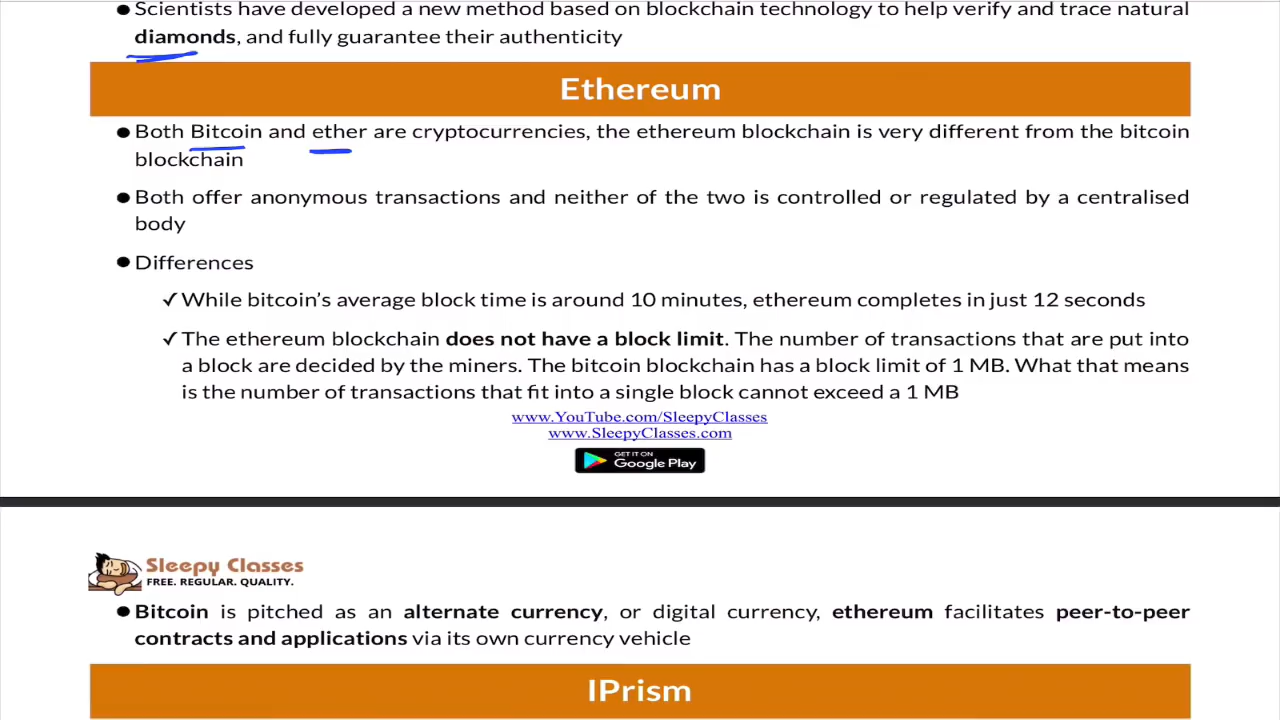 ● Scientists have developed a new method based on blockchain technology to help verify and trace natural
diamonds, and fully guarantee their authenticity
Ethereum
● Both Bitcoin and ether are cryptocurrencies, the ethereum blockchain is very different from the bitcoin
blockchain
● Both offer anonymous transactions and neither of the two is controlled or regulated by a centralised
body
● Differences
✓ While bitcoin's average block time is around 10 minutes, ethereum completes in just 12 seconds
✓ The ethereum blockchain does not have a block limit. The number of transactions that are put into
a block are decided by the miners. The bitcoin blockchain has a block limit of 1 MB. What that means
is the number of transactions that fit into a single block cannot exceed a 1 MB
www.YouTube.com/SleepyClasses
www.SleepyClasses.com
GET IT ON
Google Play
Sleepy Classes
FREE. REGULAR. QUALITY.
● Bitcoin is pitched as an alternate currency, or digital currency, ethereum facilitates peer-to-peer
contracts and applications via its own currency vehicle
IPrism